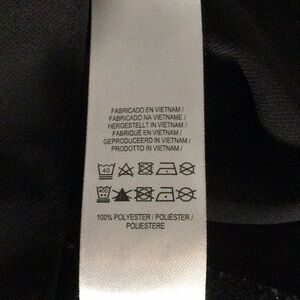 FABRICADO EN VIETNAM /
FABRICADO NA VIETNAME /
HERGESTELLT IN VIETNAM /
FABRIQUÉ EN VIETNAM /
GEPRODUCEERD IN VIETNAM /
PRODOTTO IN VIETNAM /
40
100% POLYESTER / POLIÉSTER /
POLIESTERE